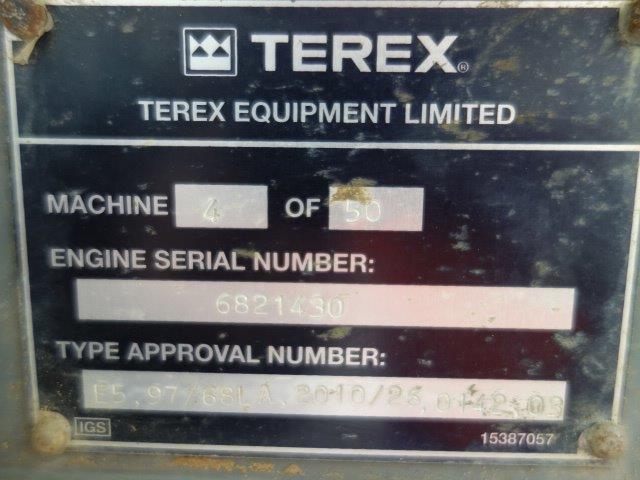 TEREX®
TEREX EQUIPMENT LIMITED
MACHINE 4 OF 50
ENGINE SERIAL NUMBER:
6821430
TYPE APPROVAL NUMBER:
E5.97/68LA.2010/26.0142.03
IGS 15387057